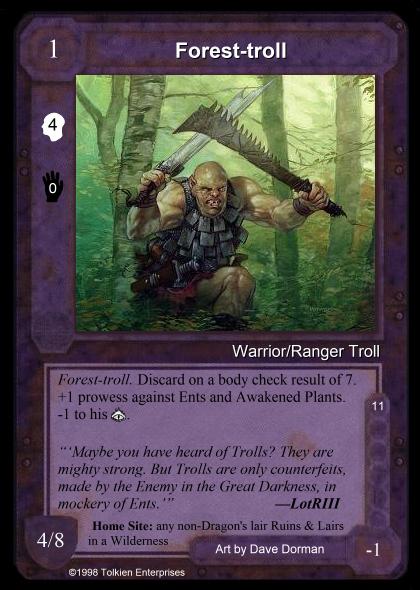 1
Forest-troll
4
0
Warrior/Ranger Troll
Forest-troll. Discard on a body check result of 7.
+1 prowess against Ents and Awakened Plants.
-1 to his
11
“‘Maybe you have heard of Trolls? They are
mighty strong. But Trolls are only counterfeits,
made by the Enemy in the Great Darkness, in
mockery of Ents.’” —LotRIII
Home Site: any non-Dragon's lair Ruins & Lairs
in a Wilderness
4/8
Art by Dave Dorman
-1
©1998 Tolkien Enterprises